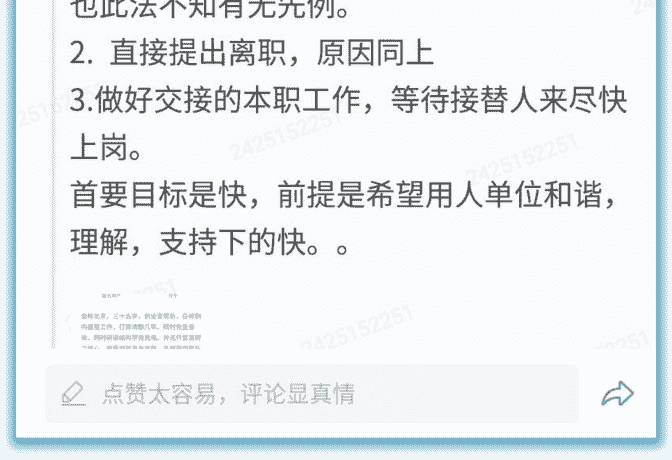 也此法不知有无先例。
2. 直接提出离职，原因同上
3.做好交接的本职工作，等待接替人来尽快
上岗。
首要目标是快，前提是希望用人单位和谐，
理解，支持下的快。。
2425152251
2425152251
点赞太容易，评论显真情